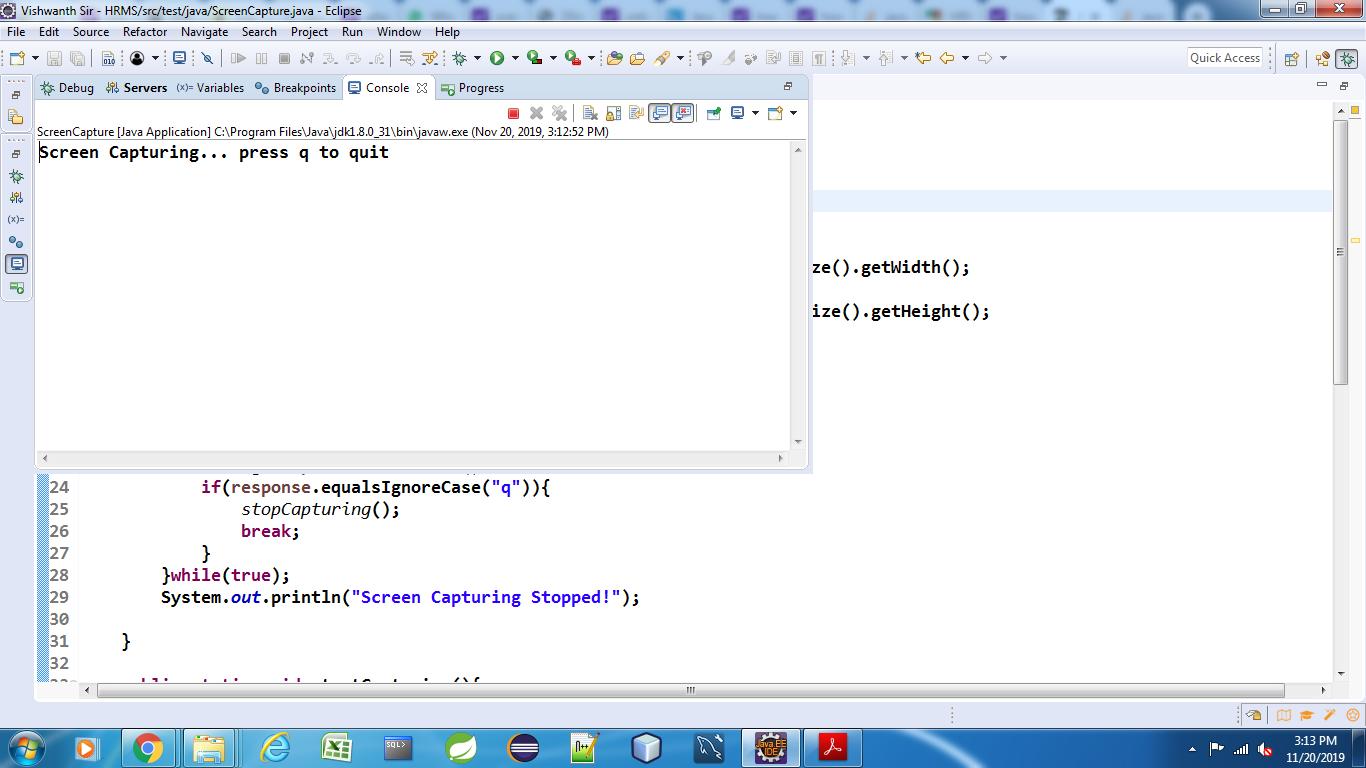 Vishwanth Sir - HRMS/src/test/java/ScreenCapture.java - Eclipse
File Edit Source Refactor Navigate Search Project Run Window Help
Quick Access
Debug Servers (x)= Variables Breakpoints Console Progress
ScreenCapture [Java Application] C:\Program Files\Java\jdk1.8.0_31\bin\javaw.exe (Nov 20, 2019, 3:12:52 PM)
Screen Capturing... press q to quit
(x)=
ze().getWidth();
ize().getHeight();
24 if(response.equalsIgnoreCase("q")){
25 stopCapturing();
26 break;
27 }
28 }while(true);
29 System.out.println("Screen Capturing Stopped!");
30
31 }
32
SQL>
Java EE
IDE
3:13 PM
11/20/2019